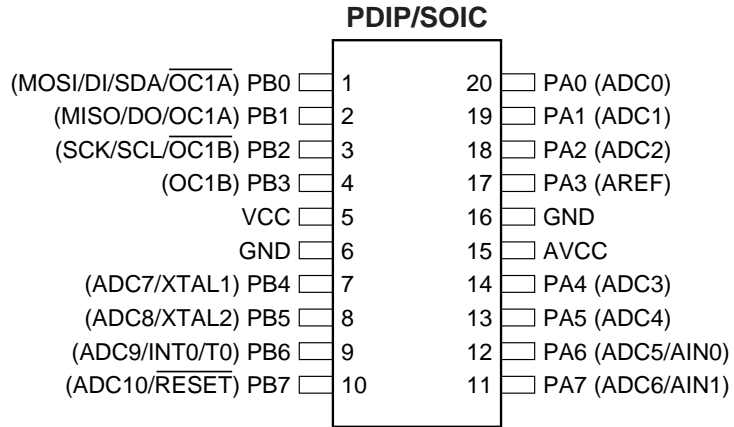 PDIP/SOIC
(MOSI/DI/SDA/OC1A) PB0 1 20 PA0 (ADC0)
(MISO/DO/OC1A) PB1 2 19 PA1 (ADC1)
(SCK/SCL/OC1B) PB2 3 18 PA2 (ADC2)
(OC1B) PB3 4 17 PA3 (AREF)
VCC 5 16 GND
GND 6 15 AVCC
(ADC7/XTAL1) PB4 7 14 PA4 (ADC3)
(ADC8/XTAL2) PB5 8 13 PA5 (ADC4)
(ADC9/INT0/T0) PB6 9 12 PA6 (ADC5/AIN0)
(ADC10/RESET) PB7 10 11 PA7 (ADC6/AIN1)